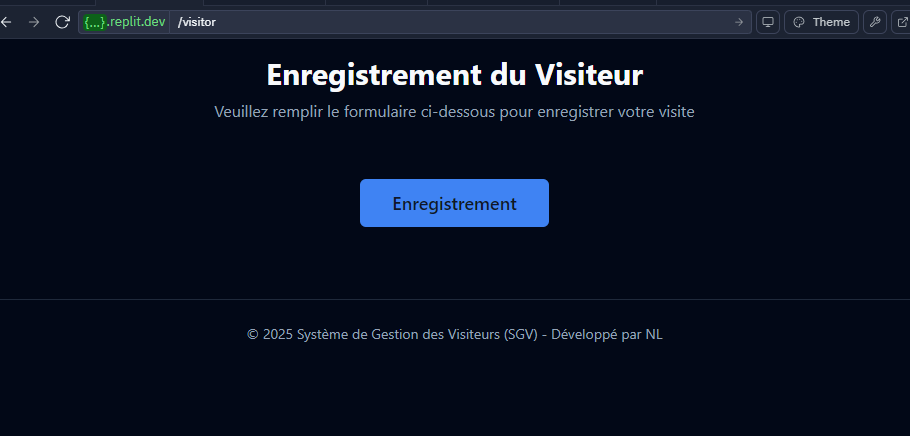 {...}.replit.dev /visitor Theme
Enregistrement du Visiteur
Veuillez remplir le formulaire ci-dessous pour enregistrer votre visite
Enregistrement
© 2025 Système de Gestion des Visiteurs (SGV) - Développé par NL